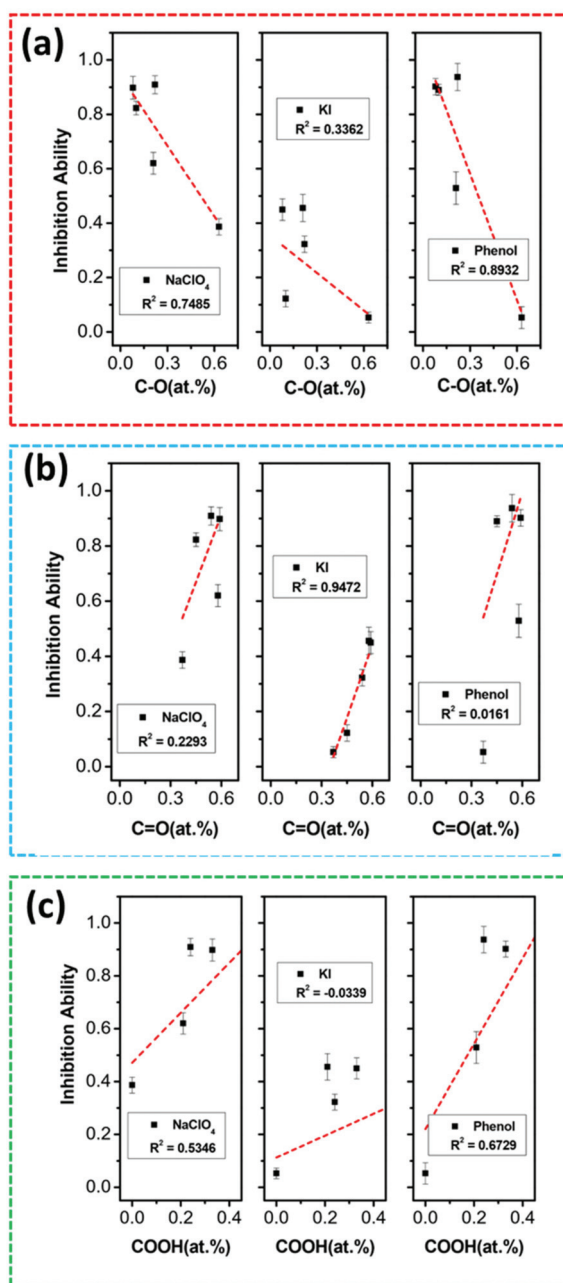 (a)
Inhibition Ability
1.0
0.8
0.6
0.4
0.2
0.0
NaClO₄
R² = 0.7485
KI
R² = 0.3362
Phenol
R² = 0.8932
0.0 0.3 0.6
0.0 0.3 0.6
0.0 0.3 0.6
C-O(at.%)
C-O(at.%)
C-O(at.%)
(b)
Inhibition Ability
1.0
0.8
0.6
0.4
0.2
0.0
NaClO₄
R² = 0.2293
KI
R² = 0.9472
Phenol
R² = 0.0161
0.0 0.3 0.6
0.0 0.3 0.6
0.0 0.3 0.6
C=O(at.%)
C=O(at.%)
C=O(at.%)
(c)
Inhibition Ability
1.0
0.8
0.6
0.4
0.2
0.0
NaClO₄
R² = 0.5346
KI
R² = -0.0339
Phenol
R² = 0.6729
0.0 0.2 0.4
0.0 0.2 0.4
0.0 0.2 0.4
COOH(at.%)
COOH(at.%)
COOH(at.%)